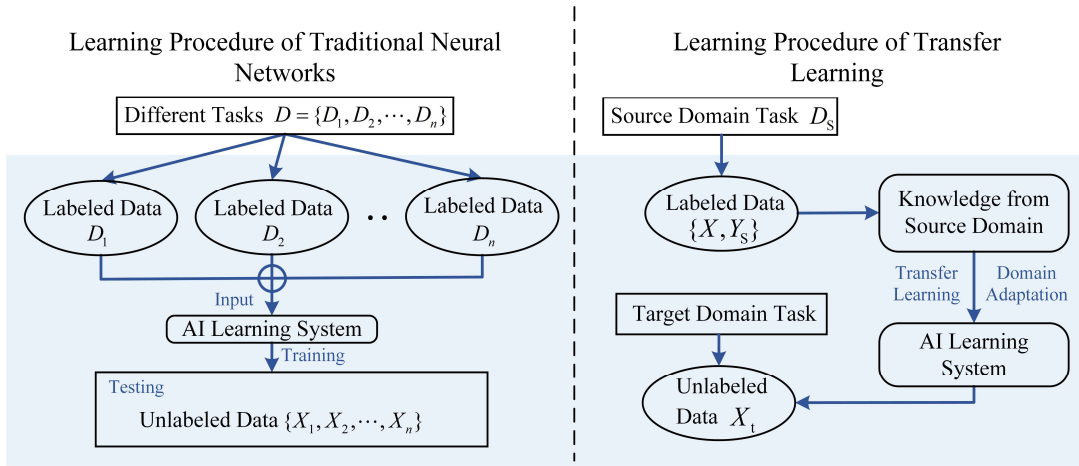 Learning Procedure of Traditional Neural
Networks
Different Tasks D = {D₁, D₂, ⋯, Dₙ}
Labeled Data
D₁
Labeled Data
D₂
..
Labeled Data
Dₙ
Input
AI Learning System
Training
Testing
Unlabeled Data {X₁, X₂, ⋯, Xₙ}
Learning Procedure of Transfer
Learning
Source Domain Task D_S
Labeled Data
{X, Y_S}
Knowledge from
Source Domain
Transfer
Learning
Domain
Adaptation
Target Domain Task
AI Learning
System
Unlabeled
Data X_t